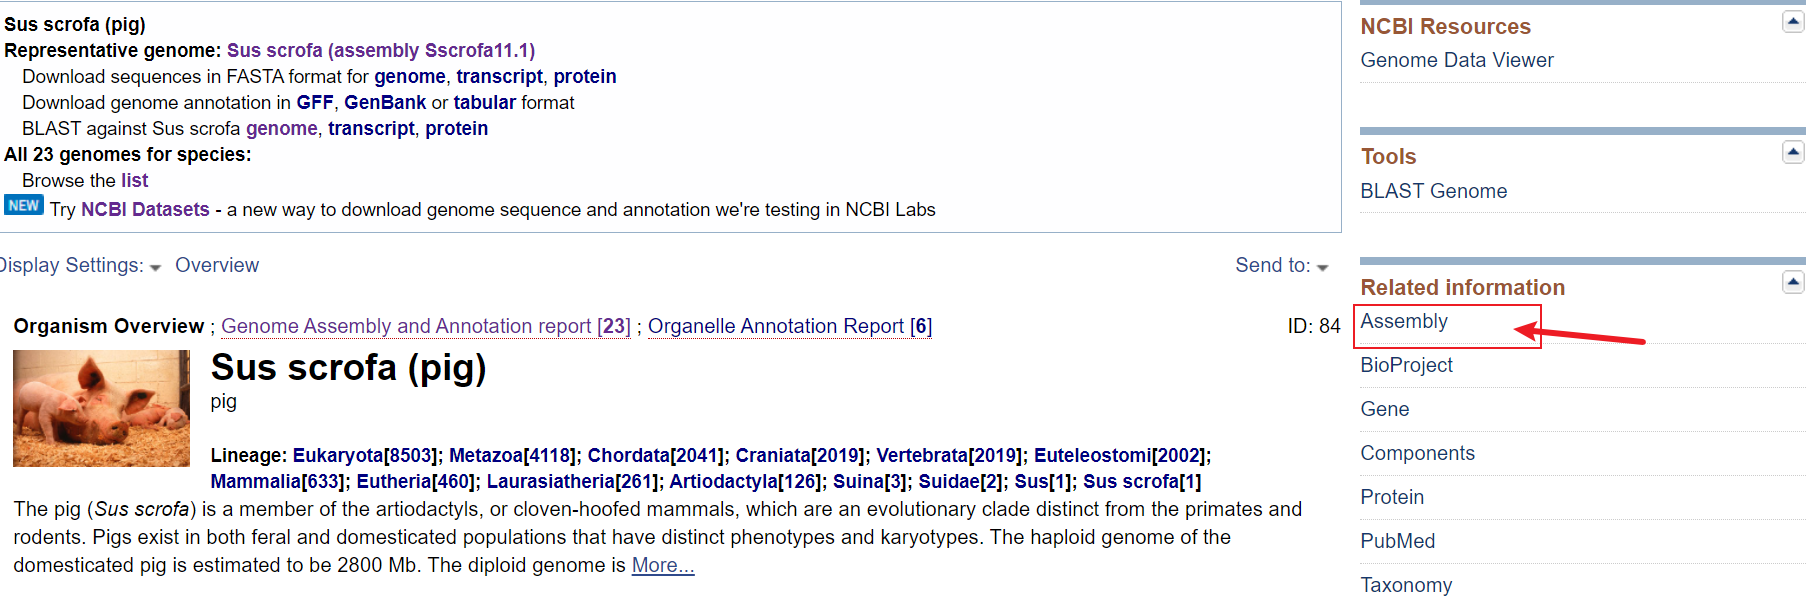 Sus scrofa (pig)
Representative genome: Sus scrofa (assembly Sscrofa11.1)
Download sequences in FASTA format for genome, transcript, protein
Download genome annotation in GFF, GenBank or tabular format
BLAST against Sus scrofa genome, transcript, protein
All 23 genomes for species:
Browse the list
NEW Try NCBI Datasets - a new way to download genome sequence and annotation we're testing in NCBI Labs
Display Settings: Overview
Send to:
Organism Overview ; Genome Assembly and Annotation report [23] ; Organelle Annotation Report [6]
ID: 84
Sus scrofa (pig)
pig
Lineage: Eukaryota[8503]; Metazoa[4118]; Chordata[2041]; Craniata[2019]; Vertebrata[2019]; Euteleostomi[2002];
Mammalia[633]; Eutheria[460]; Laurasiatheria[261]; Artiodactyla[126]; Suina[3]; Suidae[2]; Sus[1]; Sus scrofa[1]
The pig (Sus scrofa) is a member of the artiodactyls, or cloven-hoofed mammals, which are an evolutionary clade distinct from the primates and
rodents. Pigs exist in both feral and domesticated populations that have distinct phenotypes and karyotypes. The haploid genome of the
domesticated pig is estimated to be 2800 Mb. The diploid genome is More...
NCBI Resources
Genome Data Viewer
Tools
BLAST Genome
Related information
Assembly
BioProject
Gene
Components
Protein
PubMed
Taxonomy